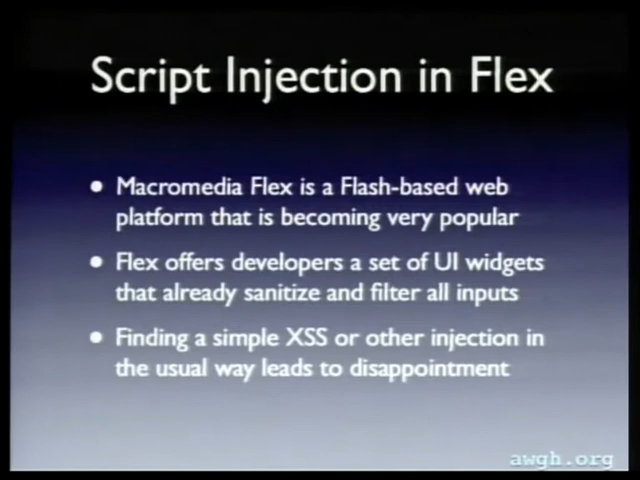 Script Injection in Flex
• Macromedia Flex is a Flash-based web
platform that is becoming very popular
• Flex offers developers a set of UI widgets
that already sanitize and filter all inputs
• Finding a simple XSS or other injection in
the usual way leads to disappointment
awgh.org